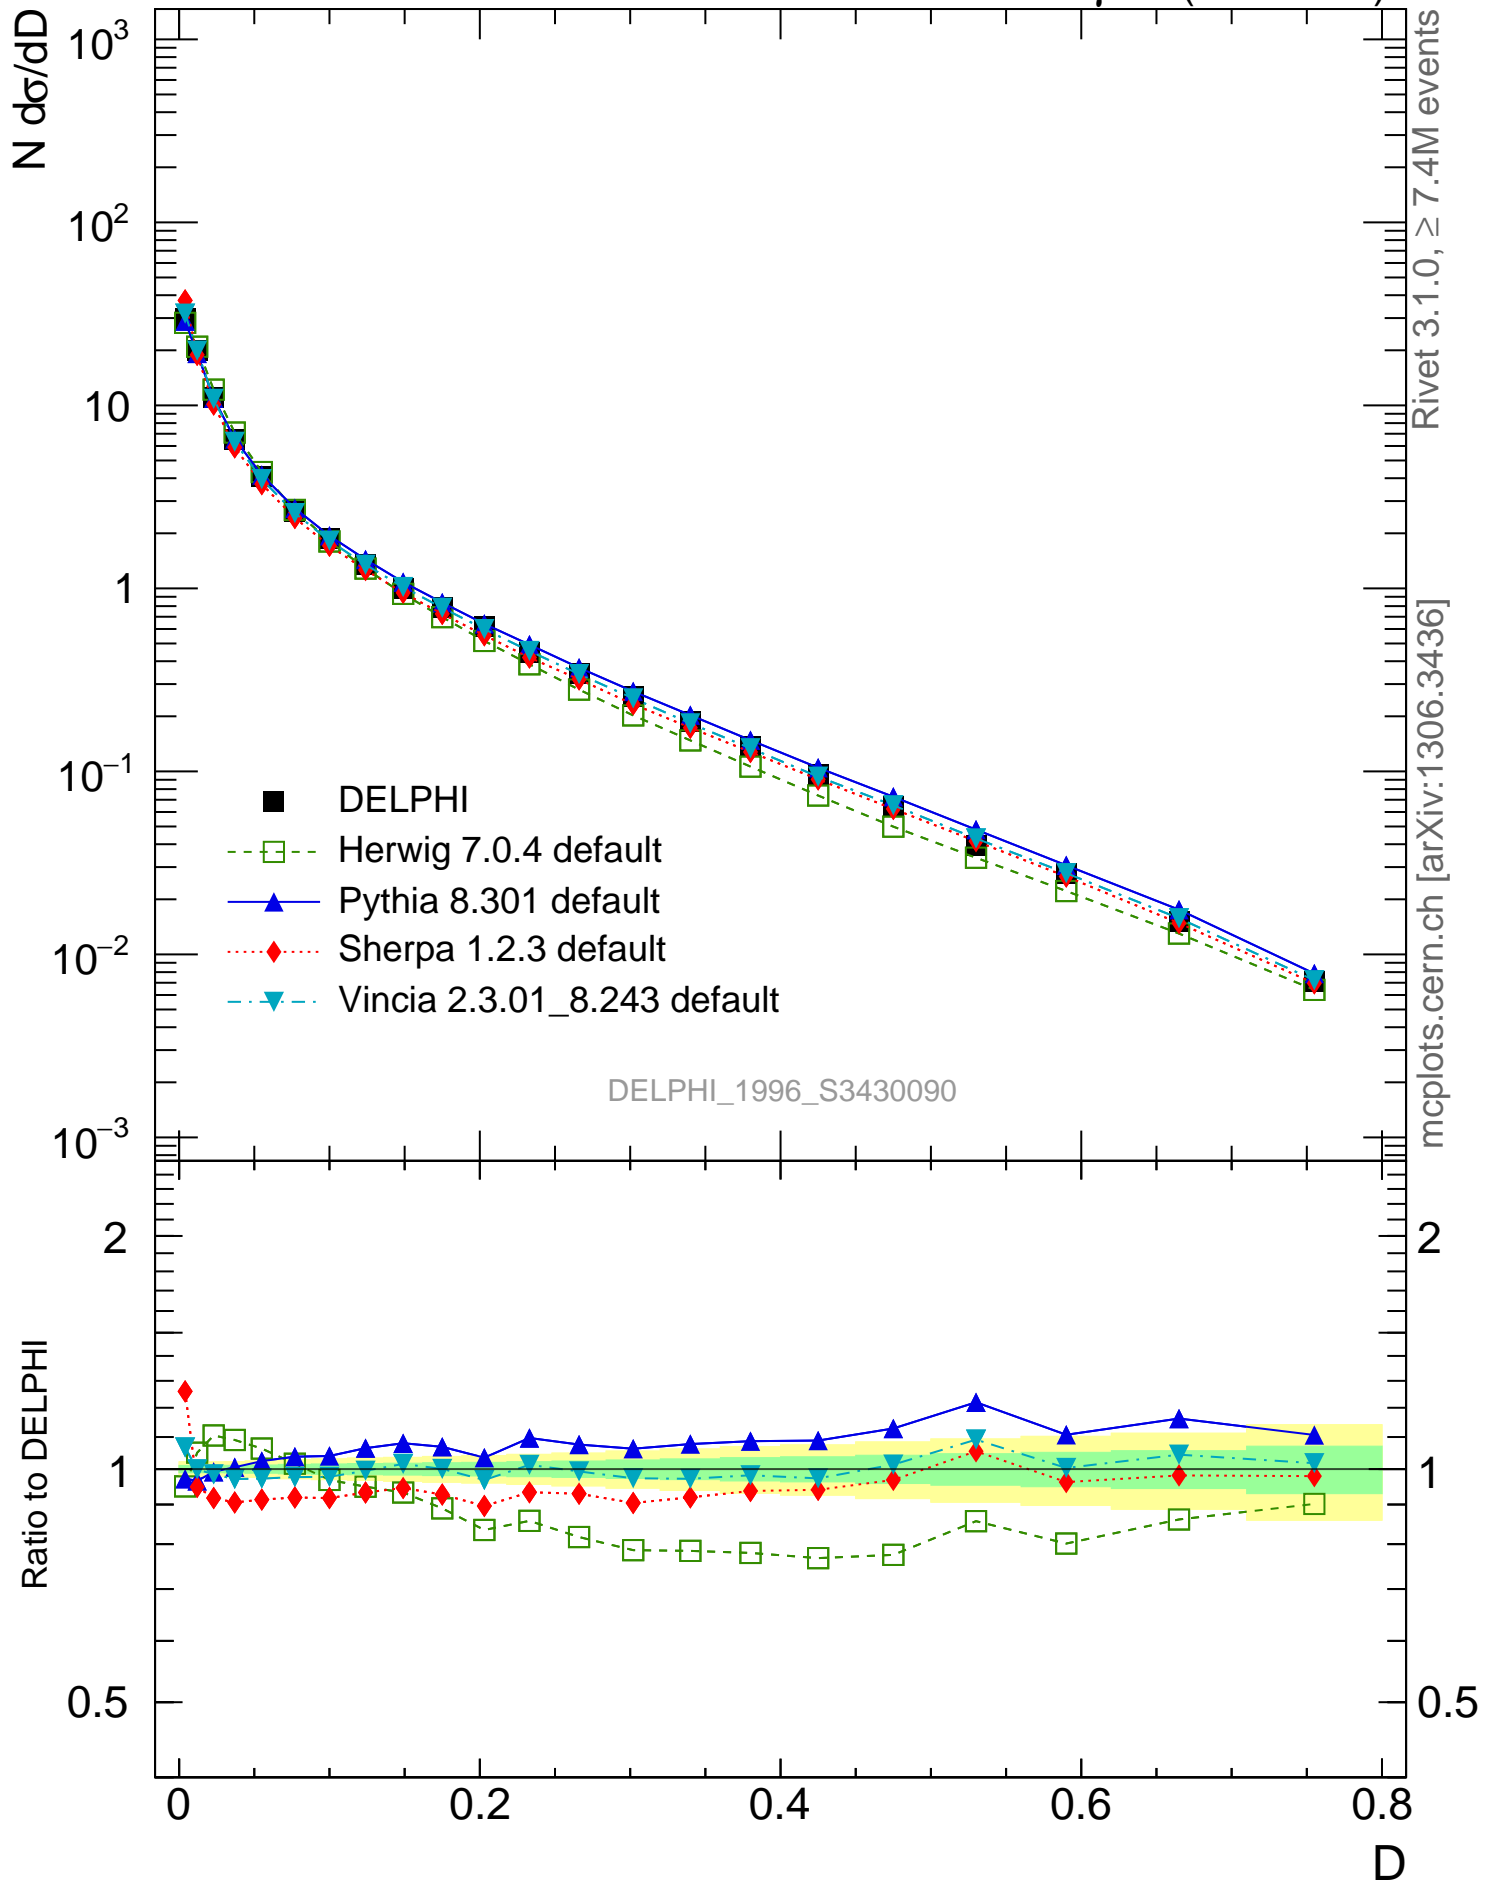 N dσ/dD
10³
10²
10
1
10⁻¹
10⁻²
10⁻³
DELPHI
Herwig 7.0.4 default
Pythia 8.301 default
Sherpa 1.2.3 default
Vincia 2.3.01_8.243 default
DELPHI_1996_S3430090
Rivet 3.1.0, ≥ 7.4M events
mcplots.cern.ch [arXiv:1306.3436]
Ratio to DELPHI
2
1
0.5
2
1
0.5
0
0.2
0.4
0.6
0.8
D